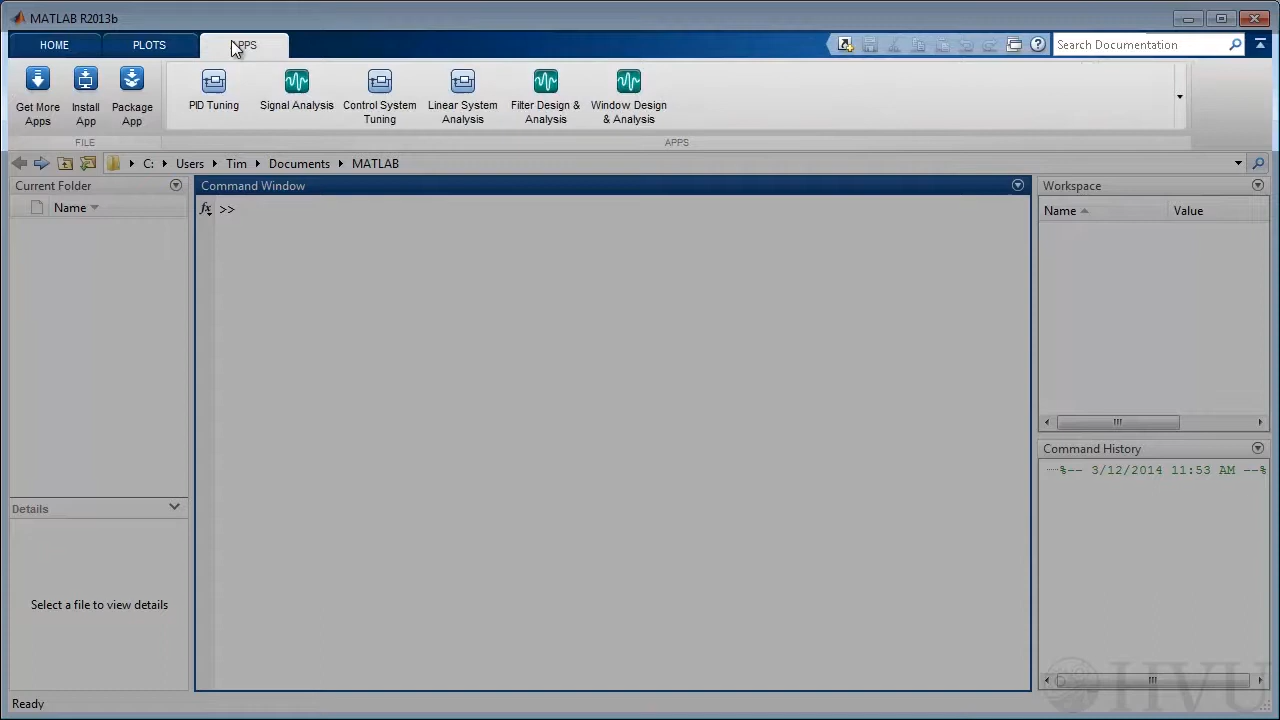 MATLAB R2013b
HOME PLOTS APPS
Search Documentation
Get More Apps
Install App
Package App
PID Tuning
Signal Analysis
Control System Tuning
Linear System Analysis
Filter Design & Analysis
Window Design & Analysis
FILE
APPS
C: Users Tim Documents MATLAB
Current Folder
Name
Command Window
fx >>
Workspace
Name Value
Command History
%-- 3/12/2014 11:53 AM --%
Details
Select a file to view details
Ready
HVU